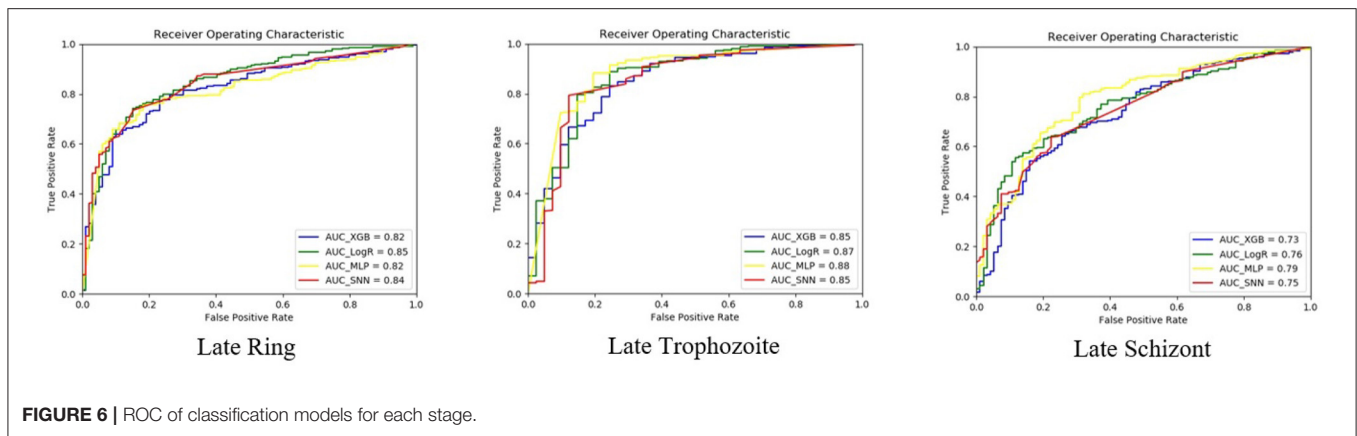 Receiver Operating Characteristic
1.0
0.8
0.6
0.4
0.2
0.0
True Positive Rate
AUC_XGB = 0.82
AUC_LogR = 0.85
AUC_MLP = 0.82
AUC_SNN = 0.84
0.0 0.2 0.4 0.6 0.8 1.0
False Positive Rate
Late Ring
Receiver Operating Characteristic
1.0
0.8
0.6
0.4
0.2
0.0
True Positive Rate
AUC_XGB = 0.85
AUC_LogR = 0.87
AUC_MLP = 0.88
AUC_SNN = 0.85
0.0 0.2 0.4 0.6 0.8 1.0
False Positive Rate
Late Trophozoite
Receiver Operating Characteristic
1.0
0.8
0.6
0.4
0.2
0.0
True Positive Rate
AUC_XGB = 0.73
AUC_LogR = 0.76
AUC_MLP = 0.79
AUC_SNN = 0.75
0.0 0.2 0.4 0.6 0.8 1.0
False Positive Rate
Late Schizont
FIGURE 6 | ROC of classification models for each stage.